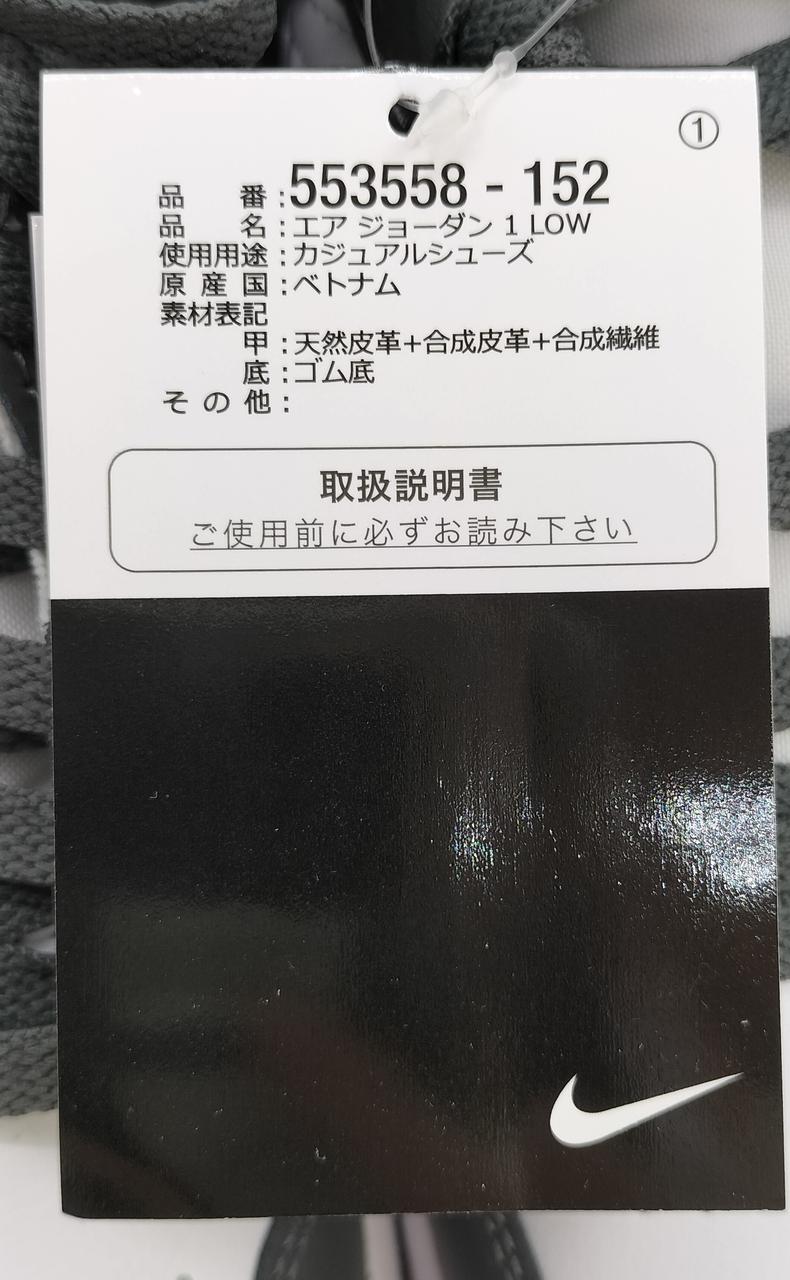 ①
品 番:553558 - 152
品 名:エア ジョーダン 1 LOW
使用用途:カジュアルシューズ
原 産 国:ベトナム
素材表記
甲:天然皮革+合成皮革+合成繊維
底:ゴム底
そ の 他:
取扱説明書
ご使用前に必ずお読み下さい